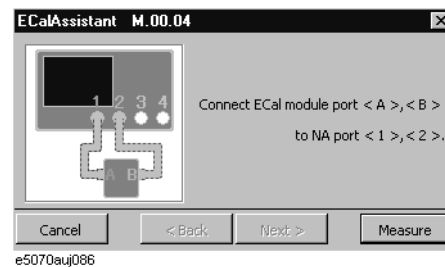 ECalAssistant M.00.04
1 2 3 4
Connect ECal module port < A >,< B >
to NA port < 1 >,< 2 >.
A B
Cancel
< Back
Next >
Measure
e5070auj086